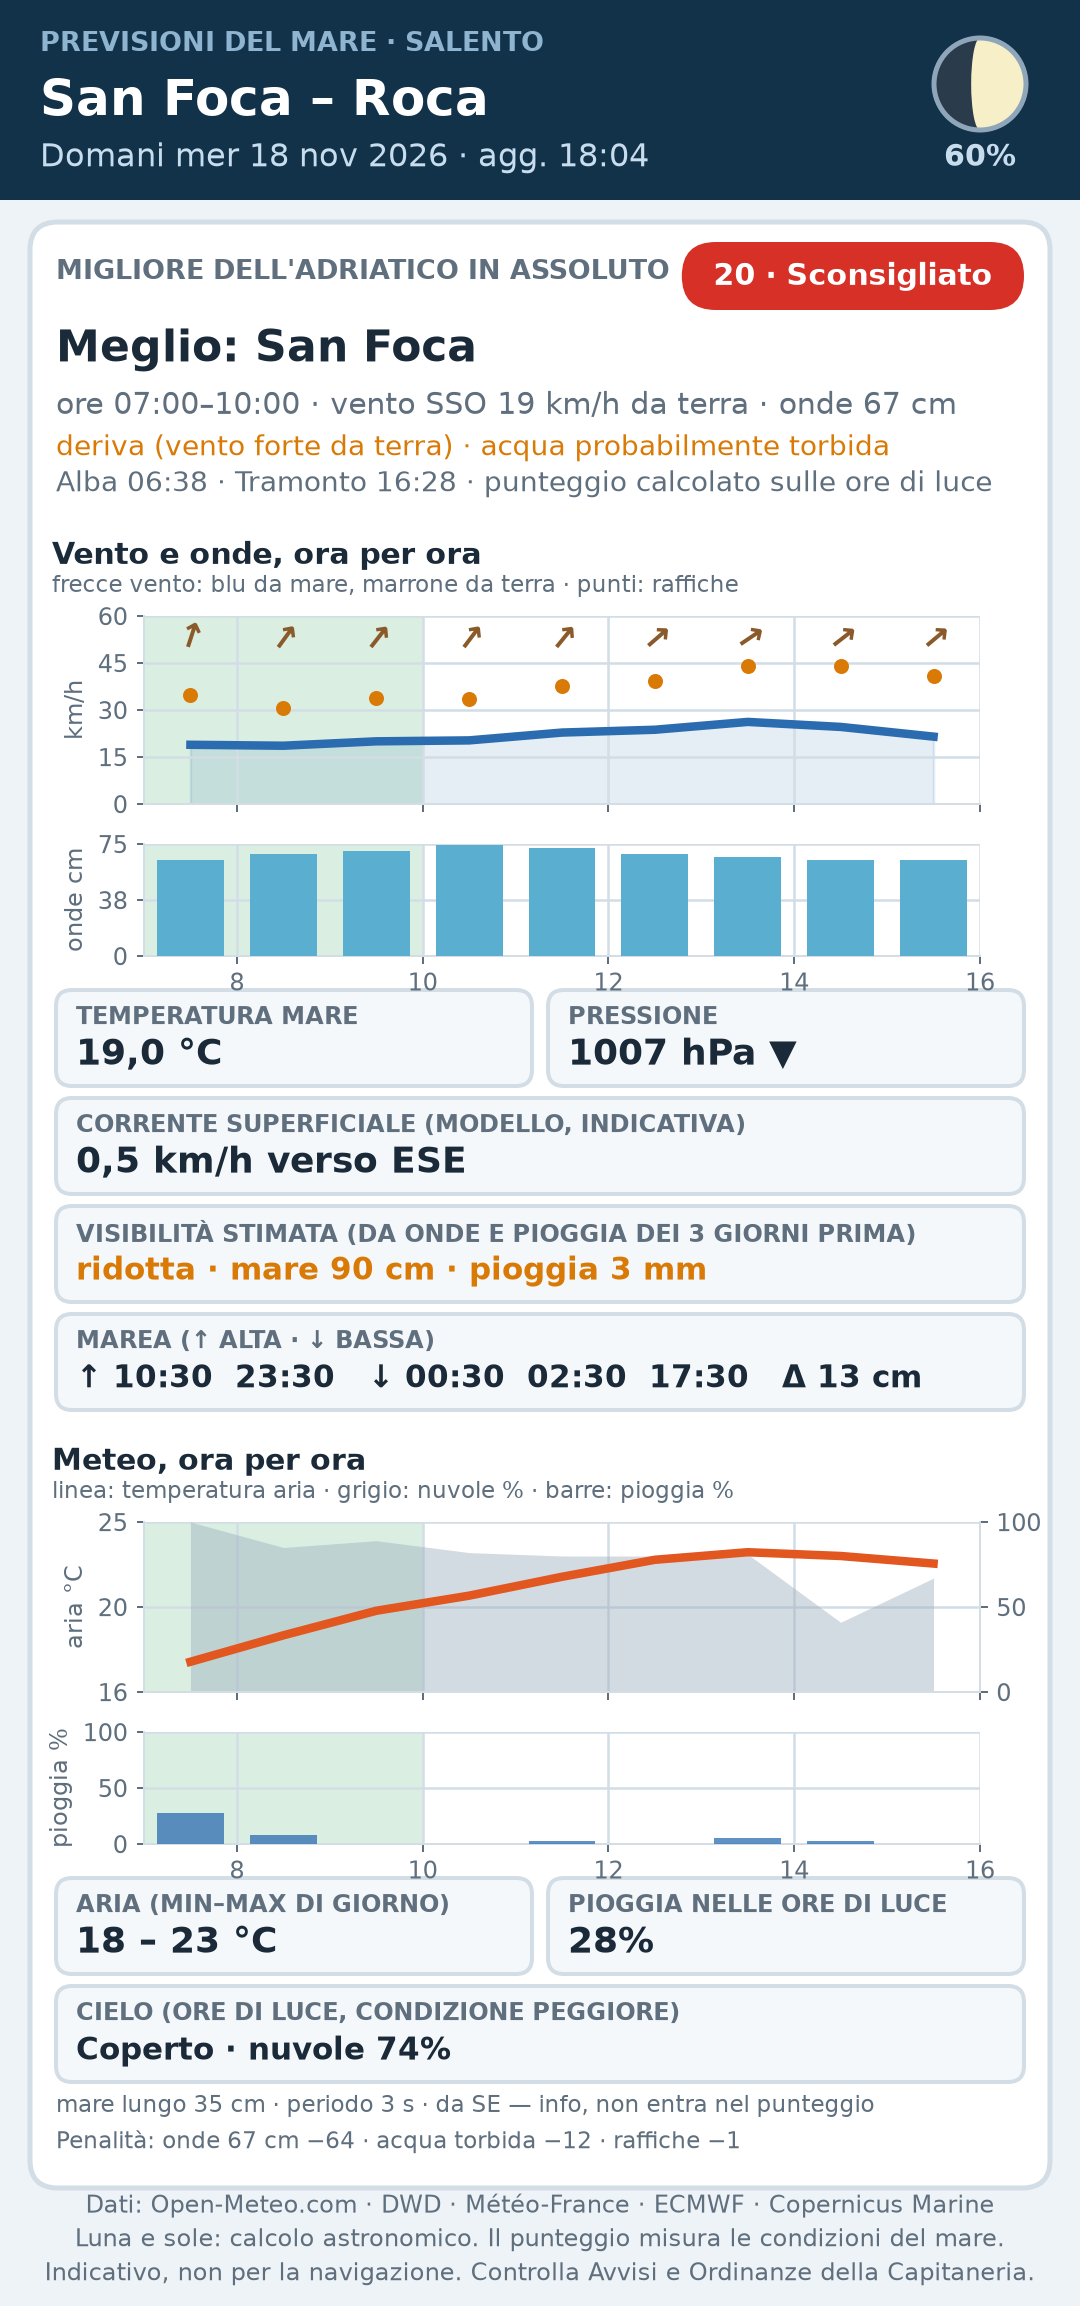 PREVISIONI DEL MARE · SALENTO
San Foca – Roca
Domani mer 18 nov 2026 · agg. 18:04
60%
MIGLIORE DELL'ADRIATICO IN ASSOLUTO
20 · Sconsigliato
Meglio: San Foca
ore 07:00–10:00 · vento SSO 19 km/h da terra · onde 67 cm
deriva (vento forte da terra) · acqua probabilmente torbida
Alba 06:38 · Tramonto 16:28 · punteggio calcolato sulle ore di luce
Vento e onde, ora per ora
frecce vento: blu da mare, marrone da terra · punti: raffiche
60
45
30
15
0
km/h
75
38
0
onde cm
8 10 12 14 16
TEMPERATURA MARE
19,0 °C
PRESSIONE
1007 hPa ▼
CORRENTE SUPERFICIALE (MODELLO, INDICATIVA)
0,5 km/h verso ESE
VISIBILITÀ STIMATA (DA ONDE E PIOGGIA DEI 3 GIORNI PRIMA)
ridotta · mare 90 cm · pioggia 3 mm
MAREA (↑ ALTA · ↓ BASSA)
↑ 10:30 23:30 ↓ 00:30 02:30 17:30 Δ 13 cm
Meteo, ora per ora
linea: temperatura aria · grigio: nuvole % · barre: pioggia %
25
20
16
aria °C
100
50
0
100
50
0
pioggia %
8 10 12 14 16
ARIA (MIN–MAX DI GIORNO)
18 – 23 °C
PIOGGIA NELLE ORE DI LUCE
28%
CIELO (ORE DI LUCE, CONDIZIONE PEGGIORE)
Coperto · nuvole 74%
mare lungo 35 cm · periodo 3 s · da SE — info, non entra nel punteggio
Penalità: onde 67 cm −64 · acqua torbida −12 · raffiche −1
Dati: Open-Meteo.com · DWD · Météo-France · ECMWF · Copernicus Marine
Luna e sole: calcolo astronomico. Il punteggio misura le condizioni del mare.
Indicativo, non per la navigazione. Controlla Avvisi e Ordinanze della Capitaneria.